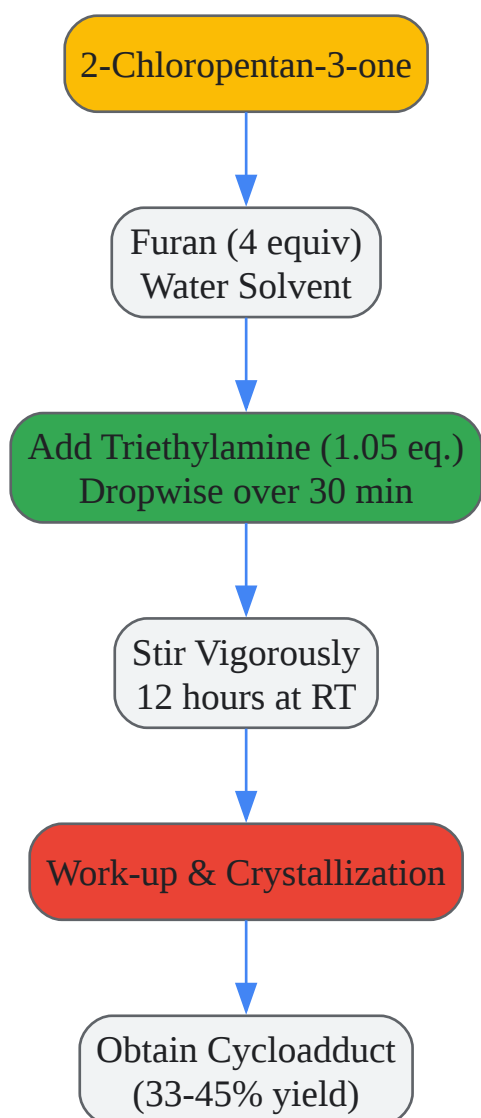 2-Chloropentan-3-one
Furan (4 equiv)
Water Solvent
Add Triethylamine (1.05 eq.)
Dropwise over 30 min
Stir Vigorously
12 hours at RT
Work-up & Crystallization
Obtain Cycloadduct
(33-45% yield)